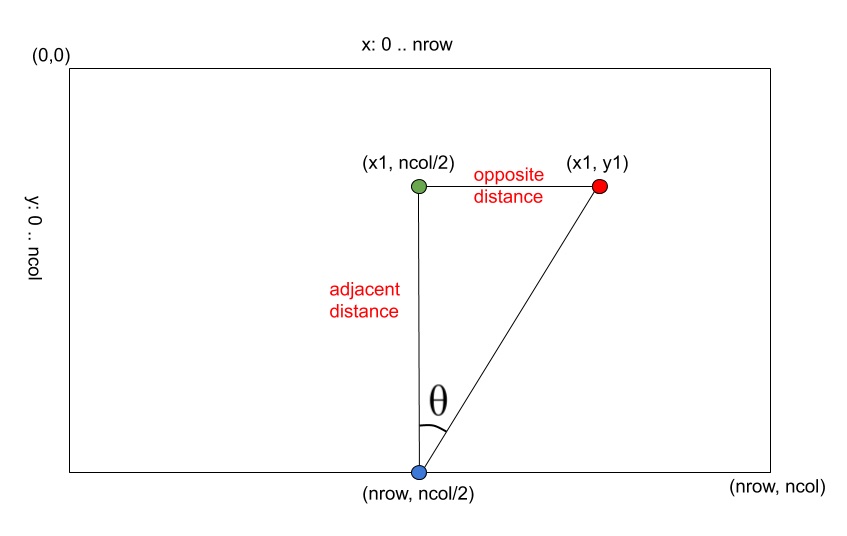 x: 0 .. nrow
(0,0)
(x1, ncol/2)
(x1, y1)
opposite
distance
y: 0 .. ncol
adjacent
distance
θ
(nrow, ncol/2)
(nrow, ncol)